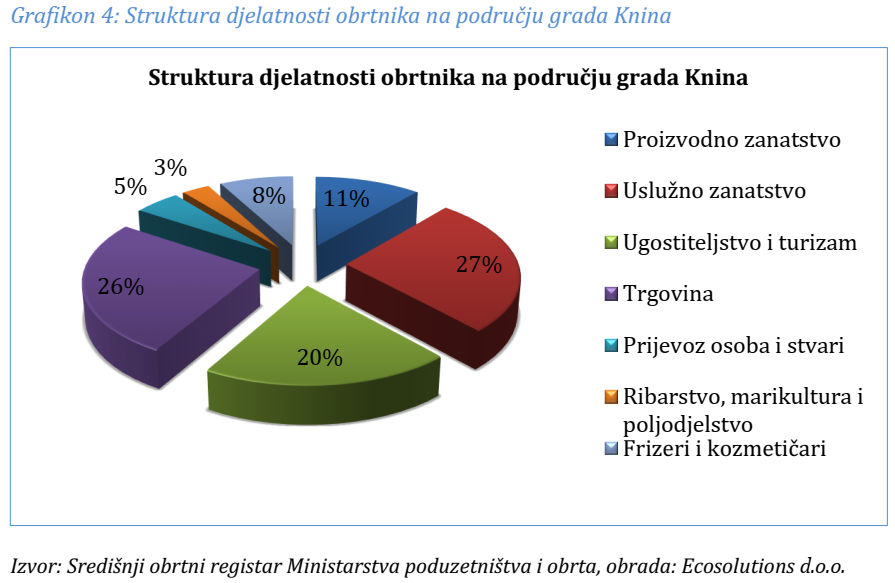 Grafikon 4: Struktura djelatnosti obrtnika na području grada Knina
Struktura djelatnosti obrtnika na području grada Knina
11%
27%
20%
26%
5%
3%
8%
Proizvodno zanatstvo
Uslužno zanatstvo
Ugostiteljstvo i turizam
Trgovina
Prijevoz osoba i stvari
Ribarstvo, marikultura i
poljodjelstvo
Frizeri i kozmetičari
Izvor: Središnji obrtni registar Ministarstva poduzetništva i obrta, obrada: Ecosolutions d.o.o.